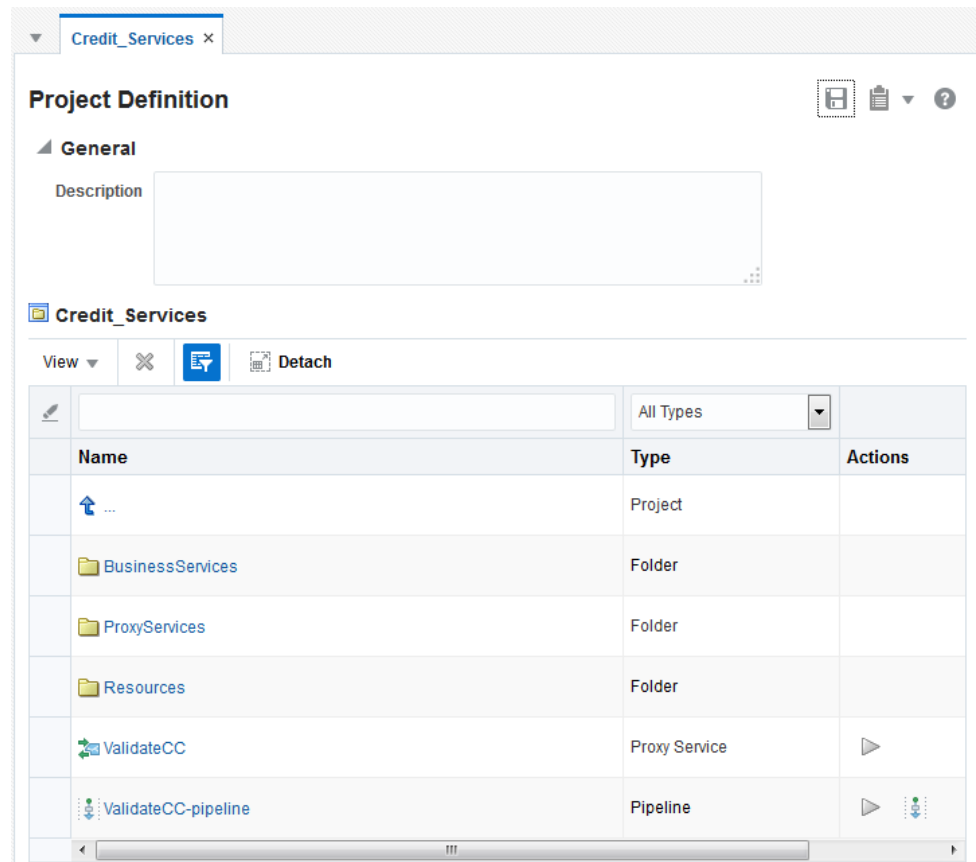 Credit_Services ×
Project Definition
General
Description
Credit_Services
View
Detach
All Types
Name Type Actions
... Project
BusinessServices Folder
ProxyServices Folder
Resources Folder
ValidateCC Proxy Service
ValidateCC-pipeline Pipeline